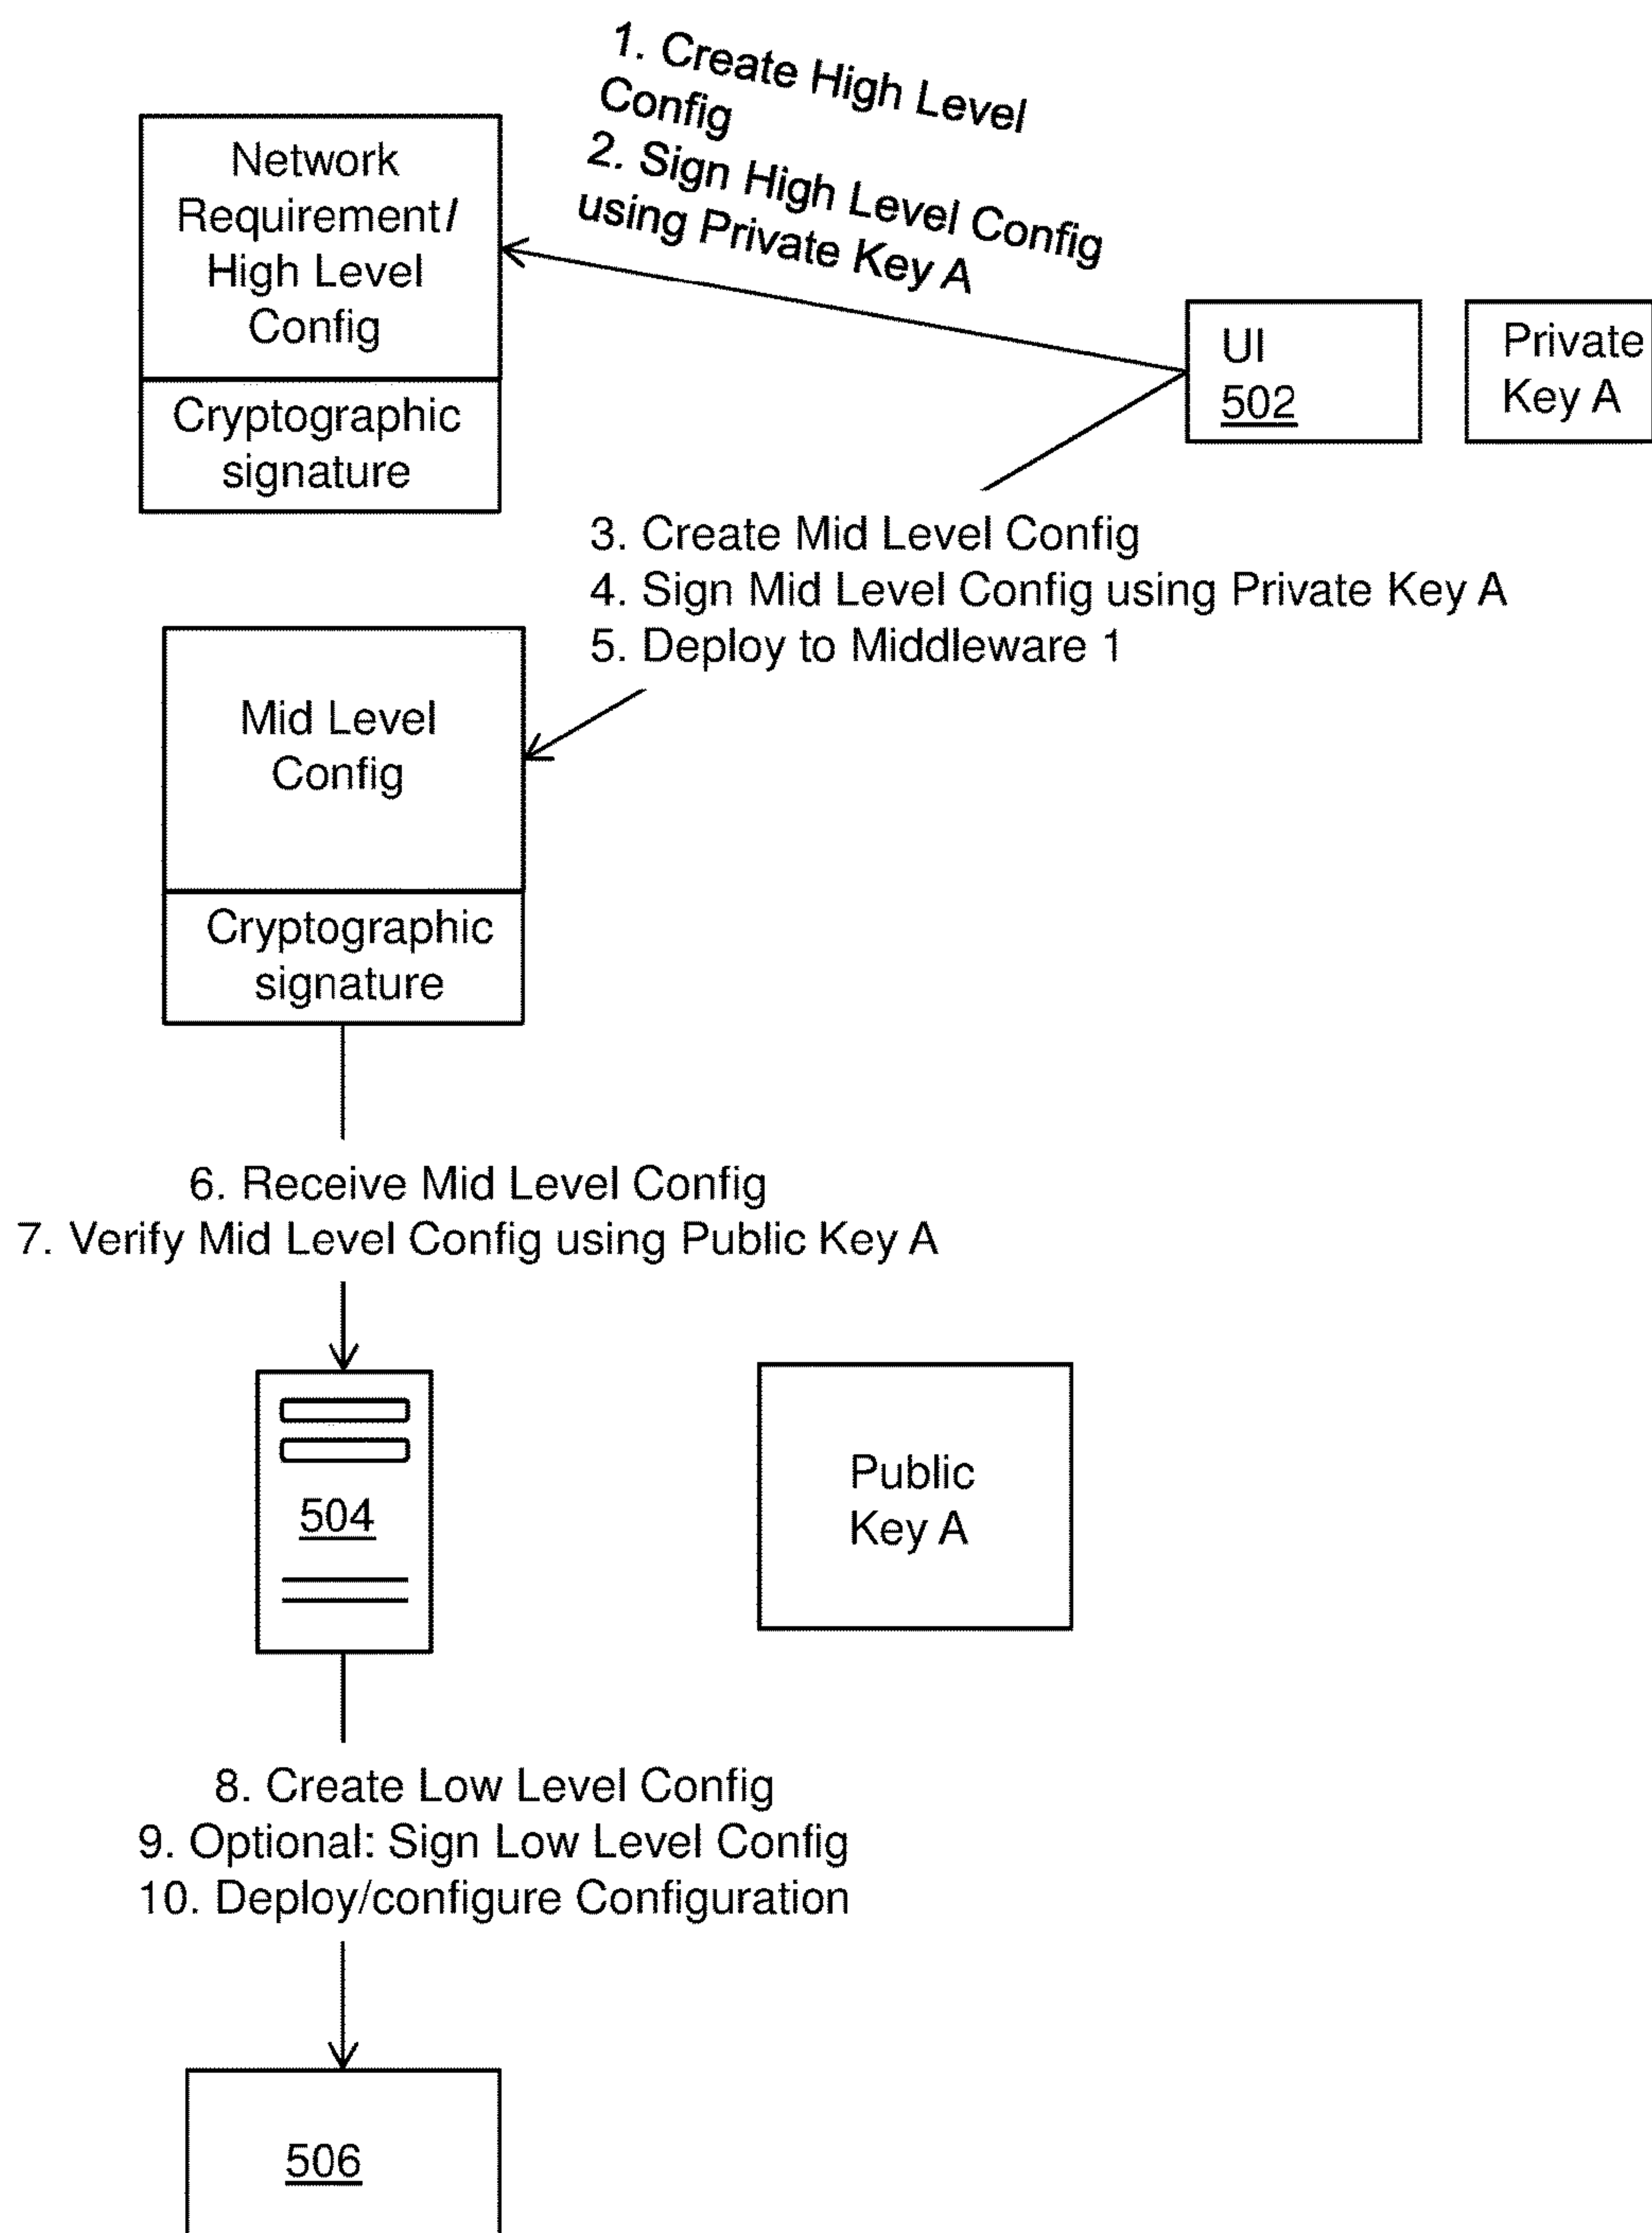 1. Create High Level
Config
2. Sign High Level Config
using Private Key A
Network
Requirement/
High Level
Config
Cryptographic
signature
UI
502
Private
Key A
3. Create Mid Level Config
4. Sign Mid Level Config using Private Key A
5. Deploy to Middleware 1
Mid Level
Config
Cryptographic
signature
6. Receive Mid Level Config
7. Verify Mid Level Config using Public Key A
504
Public
Key A
8. Create Low Level Config
9. Optional: Sign Low Level Config
10. Deploy/configure Configuration
506